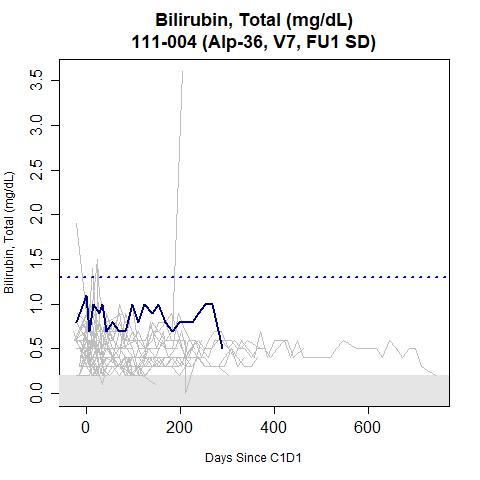 Bilirubin, Total (mg/dL)
111-004 (Alp-36, V7, FU1 SD)
Bilirubin, Total (mg/dL)
3.5
3.0
2.5
2.0
1.5
1.0
0.5
0.0
0 200 400 600
Days Since C1D1